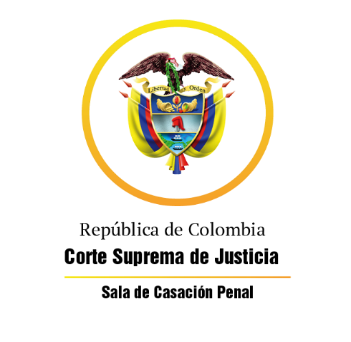 Libertad y Orden
República de Colombia
Corte Suprema de Justicia
Sala de Casación Penal